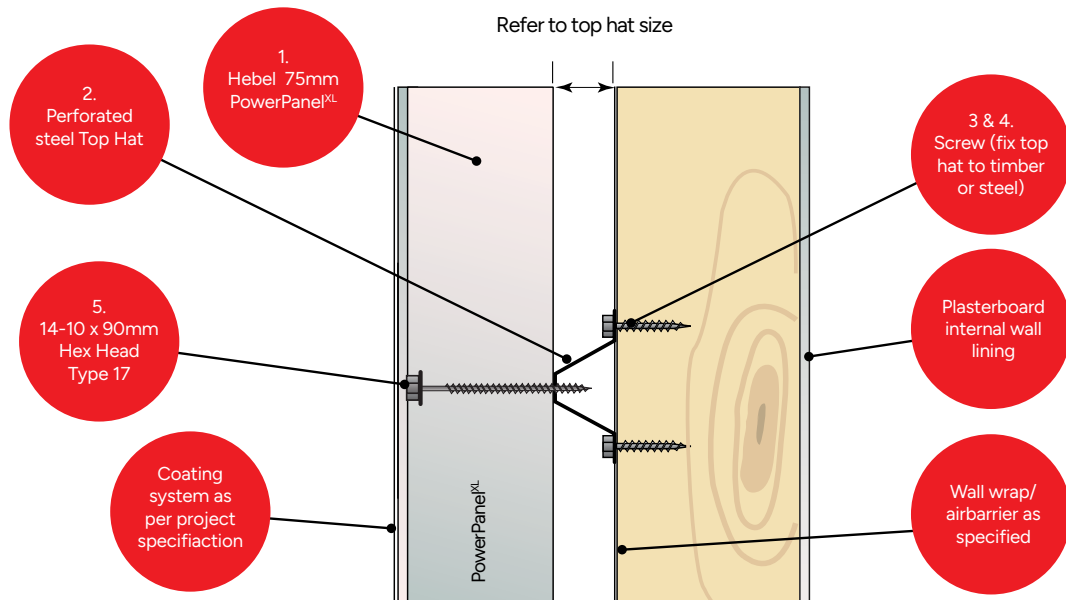 Refer to top hat size
1.
Hebel 75mm
PowerPanelXL
2.
Perforated
steel Top Hat
3 & 4.
Screw (fix top
hat to timber
or steel)
5.
14-10 x 90mm
Hex Head
Type 17
Plasterboard
internal wall
lining
Coating
system as
per project
specifiaction
PowerPanelXL
Wall wrap/
airbarrier as
specified